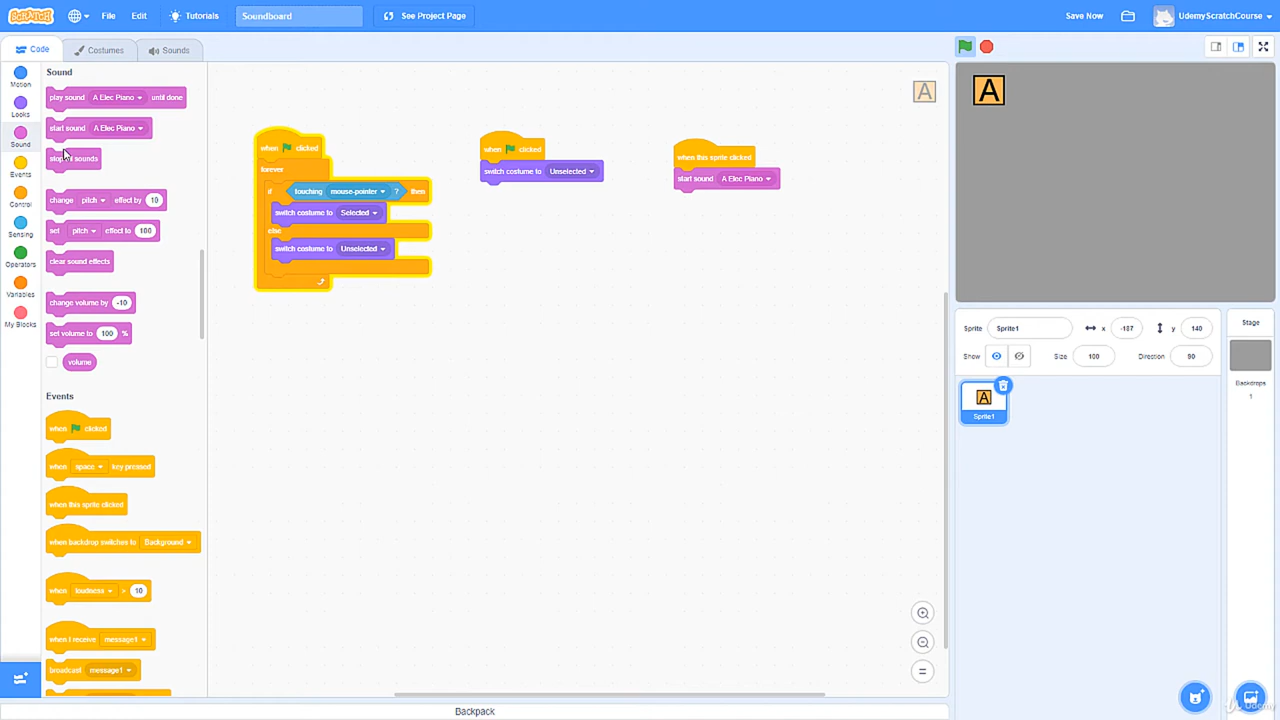 SCRATCH File Edit Tutorials Soundboard See Project Page Save Now UdemyScratchCourse
Code Costumes Sounds
Motion
Looks
Sound
Events
Control
Sensing
Operators
Variables
My Blocks
Sound
play sound A Elec Piano until done
start sound A Elec Piano
sounds
change pitch effect by 10
set pitch effect to 100
clear sound effects
change volume by -10
set volume to 100 %
volume
Events
when clicked
when space key pressed
when this sprite clicked
when backdrop switches to Background
when loudness > 10
when I receive message1
broadcast message1
when clicked
forever
if touching mouse-pointer ? then
switch costume to Selected
else
switch costume to Unselected
when clicked
switch costume to Unselected
when this sprite clicked
start sound A Elec Piano
A
A
Sprite Sprite1 x -187 y 140
Show Size 100 Direction 90
A
Sprite1
Stage
Backdrops
1
Backpack
Udemy